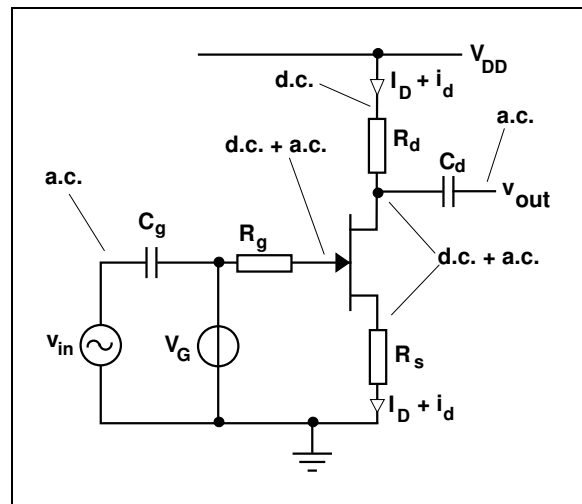 V_DD
d.c.
I_D + i_d
a.c.
R_d
d.c. + a.c.
C_d
v_out
a.c.
C_g
R_g
d.c. + a.c.
v_in
V_G
R_s
I_D + i_d